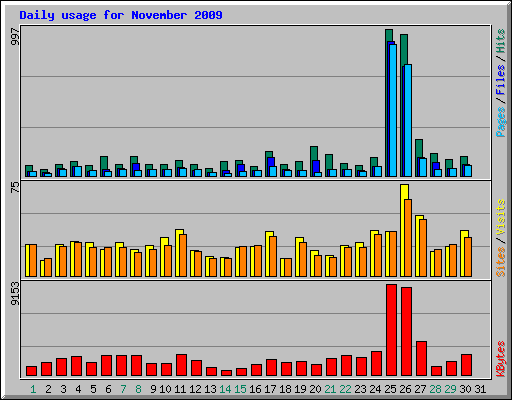 Daily usage for November 2009
997
Pages / Files / Hits
75
Sites / Visits
9153
KBytes
1 2 3 4 5 6 7 8 9 10 11 12 13 14 15 16 17 18 19 20 21 22 23 24 25 26 27 28 29 30 31